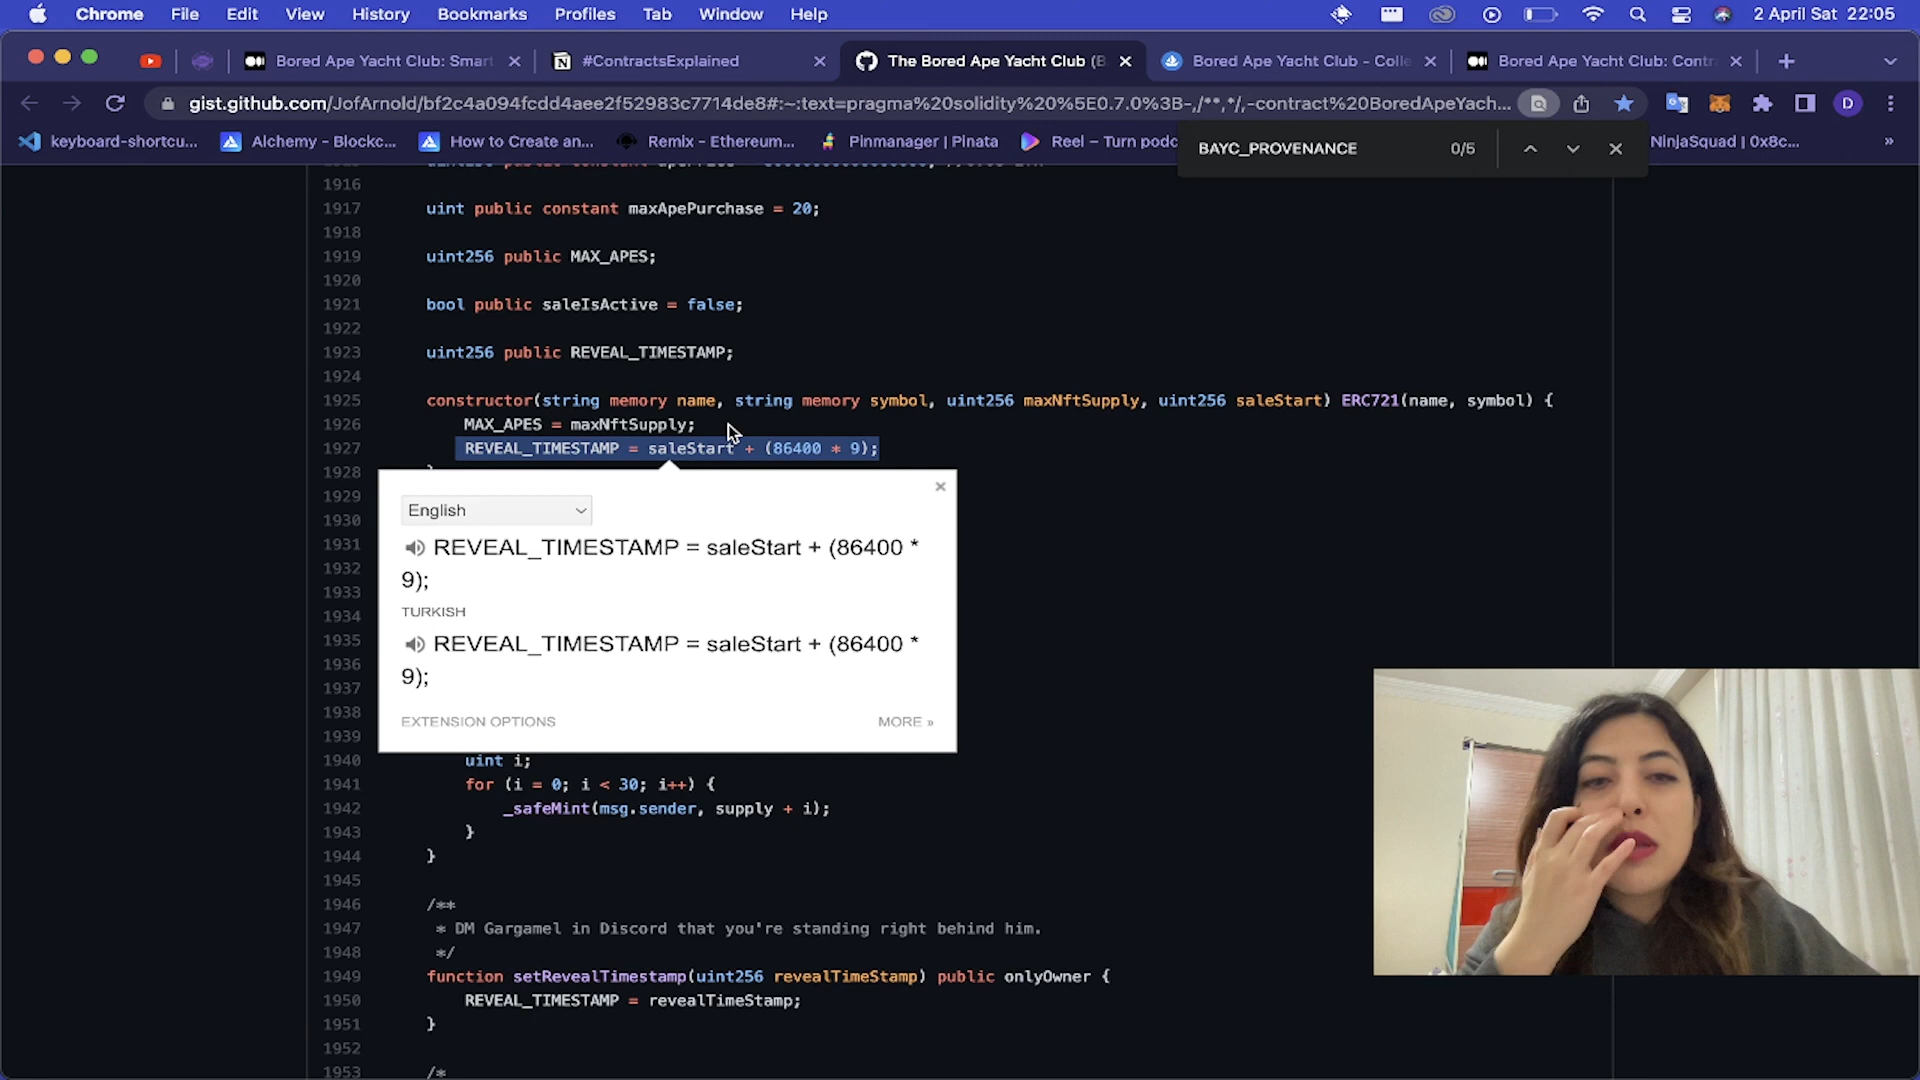 Chrome File Edit View History Bookmarks Profiles Tab Window Help 2 April Sat 22:05
Bored Ape Yacht Club: Smart #ContractsExplained The Bored Ape Yacht Club (B Bored Ape Yacht Club - Colle Bored Ape Yacht Club: Contr
gist.github.com/JofArnold/bf2c4a094fcdd4aee2f52983c7714de8#:~:text=pragma%20solidity%20%5E0.7.0%3B-,/**,*/,-contract%20BoredApeYach... D
keyboard-shortcu... Alchemy - Blockc... How to Create an... Remix - Ethereum... Pinmanager | Pinata Reel – Turn podc NinjaSquad | 0x8c... »
BAYC_PROVENANCE 0/5
1916
1917 uint public constant maxApePurchase = 20;
1918
1919 uint256 public MAX_APES;
1920
1921 bool public saleIsActive = false;
1922
1923 uint256 public REVEAL_TIMESTAMP;
1924
1925 constructor(string memory name, string memory symbol, uint256 maxNftSupply, uint256 saleStart) ERC721(name, symbol) {
1926 MAX_APES = maxNftSupply;
1927 REVEAL_TIMESTAMP = saleStart + (86400 * 9);
1928
1929
1930
1931
1932
1933
1934
1935
1936
1937
1938
1939
English
REVEAL_TIMESTAMP = saleStart + (86400 *
9);
TURKISH
REVEAL_TIMESTAMP = saleStart + (86400 *
9);
EXTENSION OPTIONS MORE »
1940 uint i;
1941 for (i = 0; i < 30; i++) {
1942 _safeMint(msg.sender, supply + i);
1943 }
1944 }
1945
1946 /**
1947 * DM Gargamel in Discord that you're standing right behind him.
1948 */
1949 function setRevealTimestamp(uint256 revealTimeStamp) public onlyOwner {
1950 REVEAL_TIMESTAMP = revealTimeStamp;
1951 }
1952
1953 /*